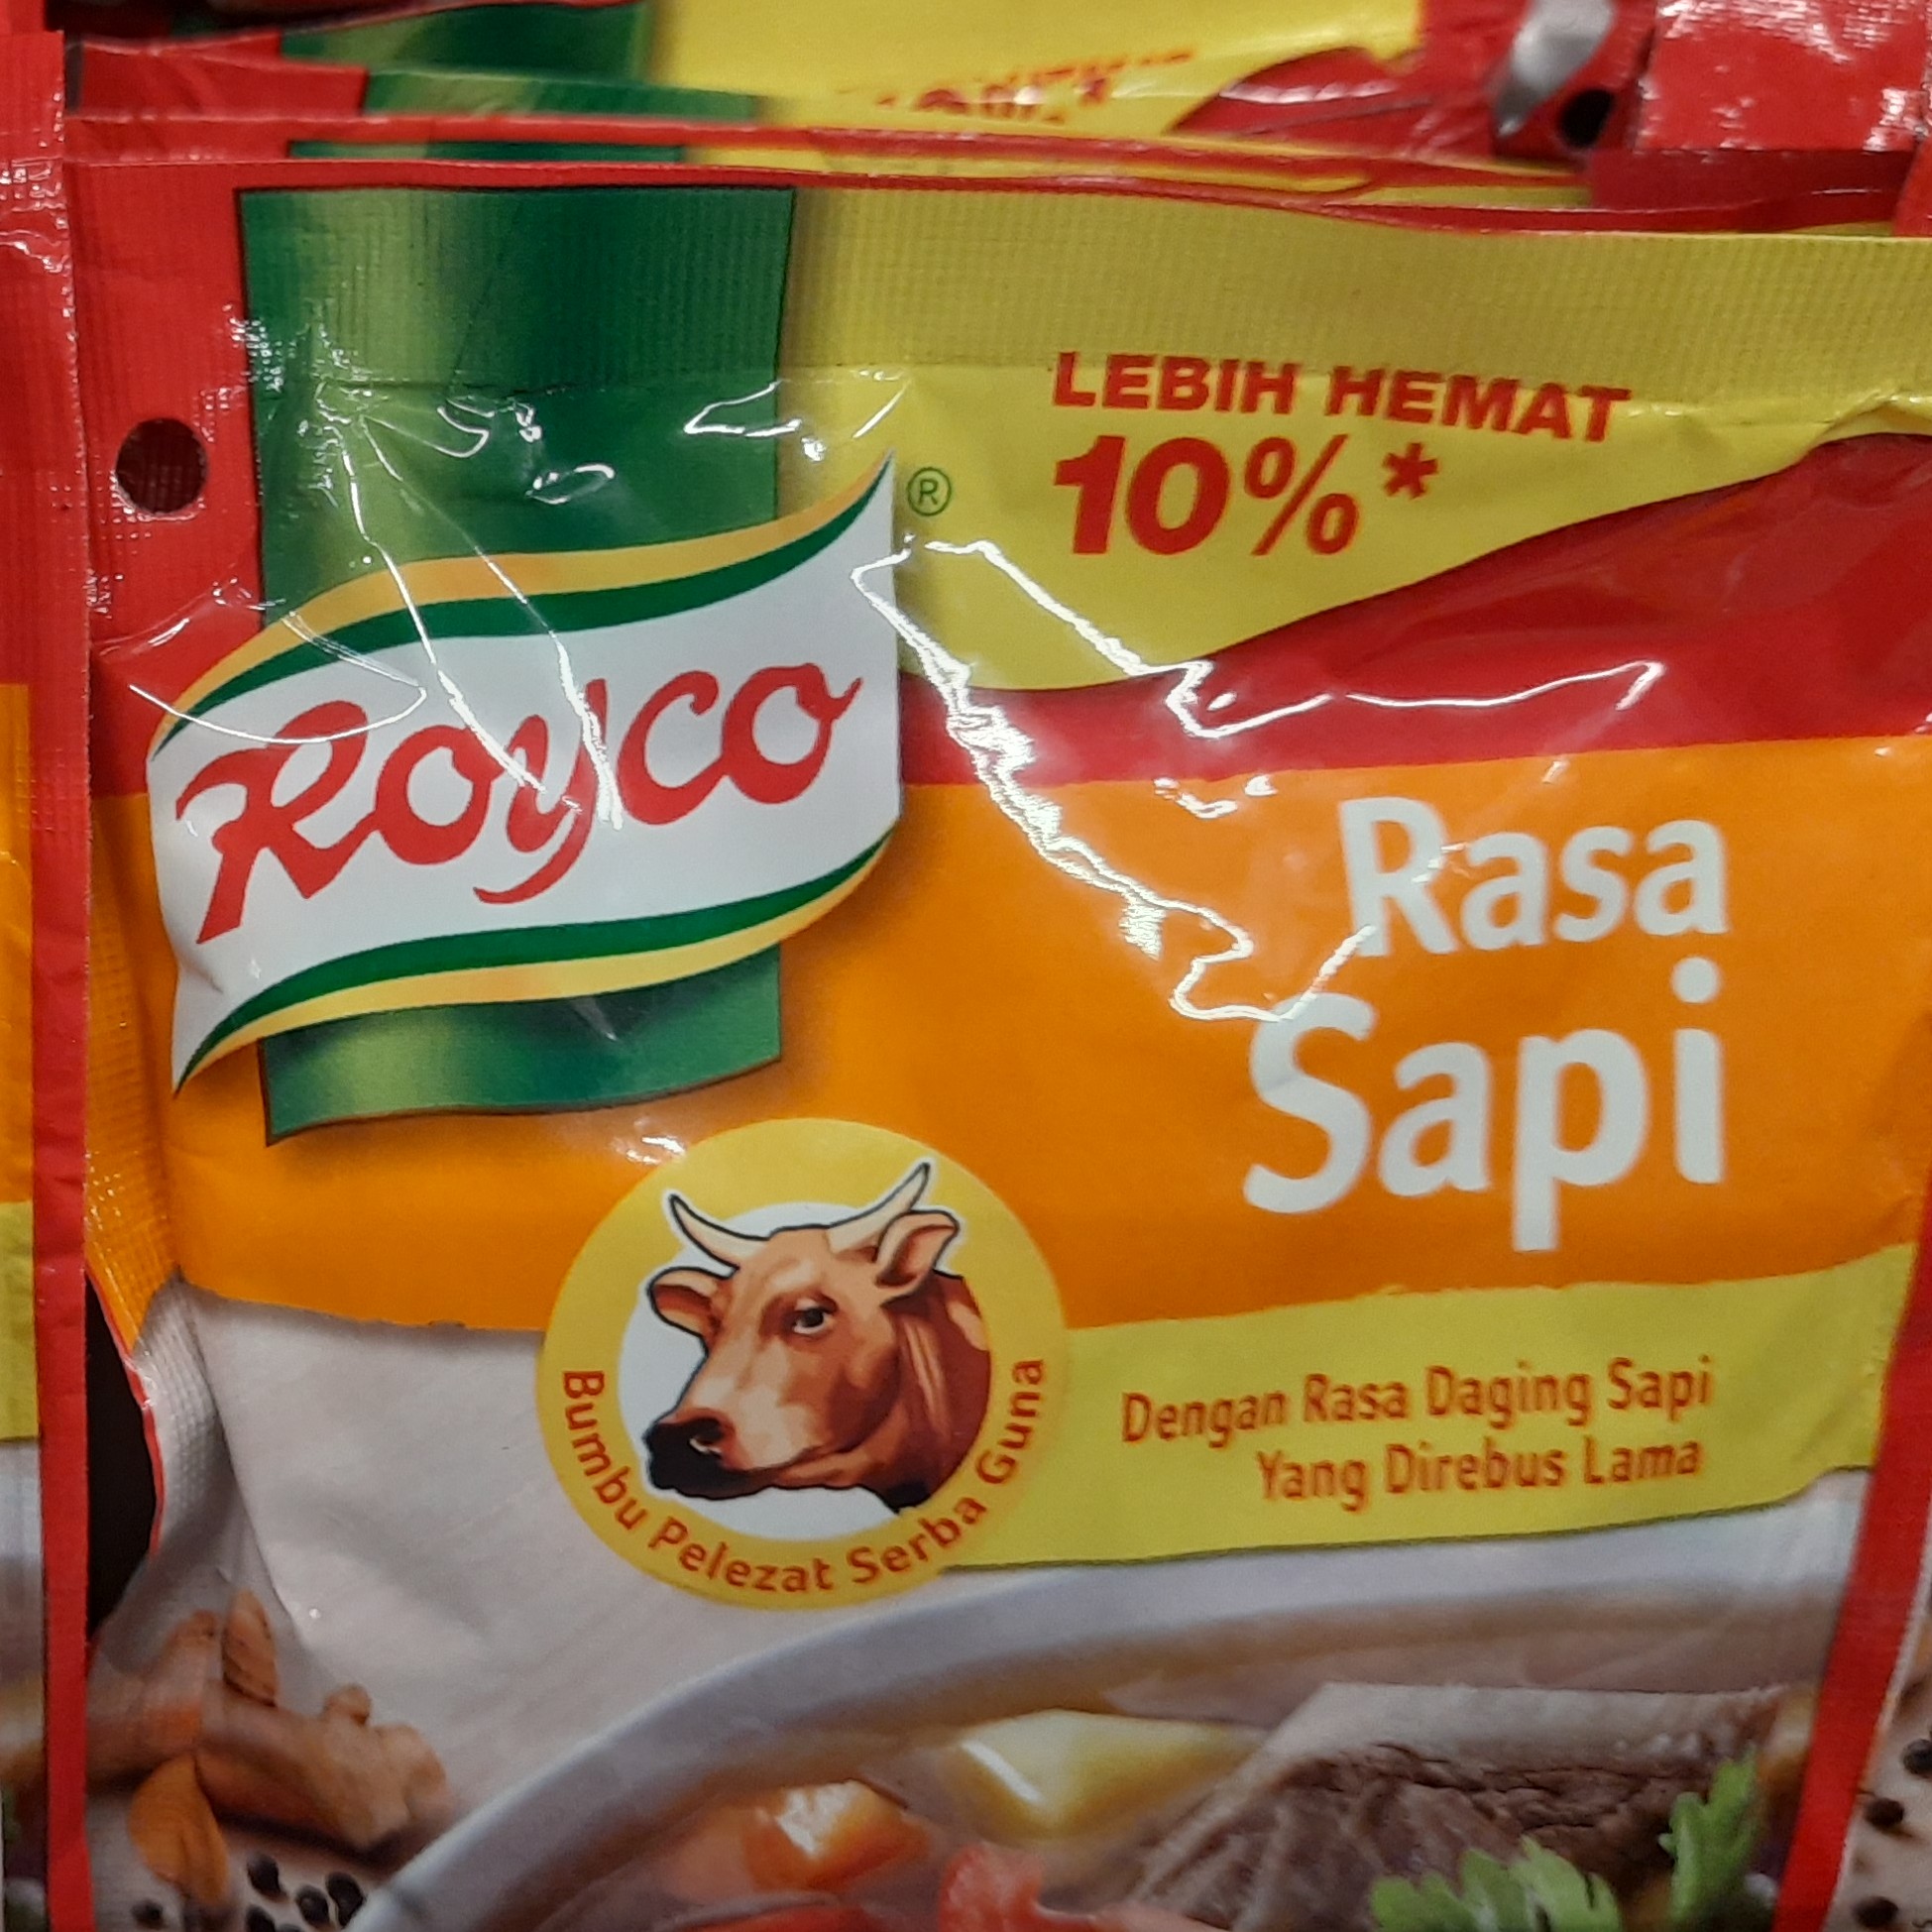 LEBIH HEMAT
10%*
Royco®
Rasa
Sapi
Bumbu Pelezat Serba Guna
Dengan Rasa Daging Sapi
Yang Direbus Lama